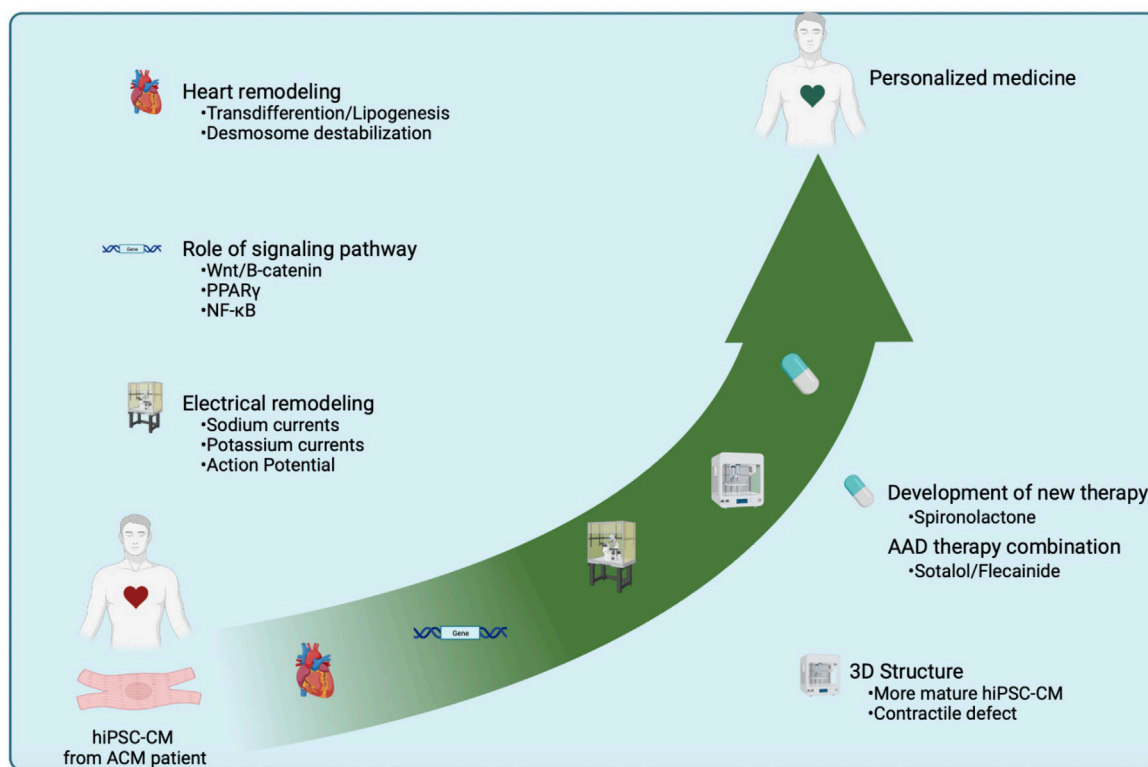 Heart remodeling
•Transdifferention/Lipogenesis
•Desmosome destabilization
Personalized medicine
Gene
Role of signaling pathway
•Wnt/B-catenin
•PPARγ
•NF-κB
Electrical remodeling
•Sodium currents
•Potassium currents
•Action Potential
Development of new therapy
•Spironolactone
AAD therapy combination
•Sotalol/Flecainide
Gene
3D Structure
•More mature hiPSC-CM
•Contractile defect
hiPSC-CM
from ACM patient